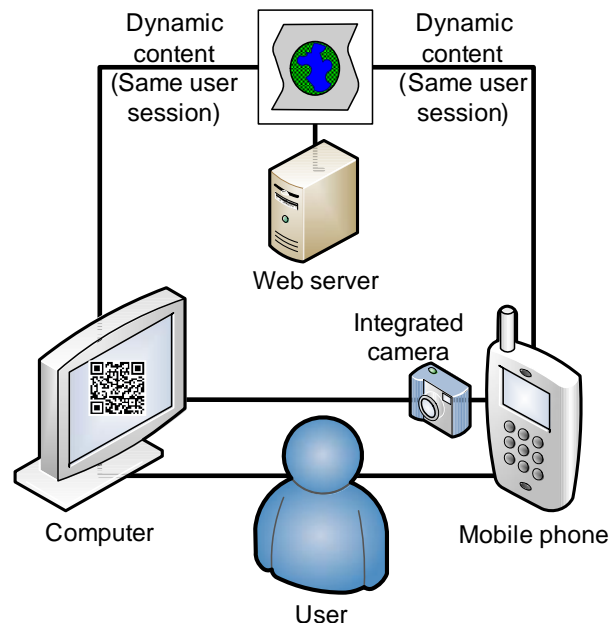 Dynamic
content
(Same user
session)
Dynamic
content
(Same user
session)
Web server
Integrated
camera
Computer
Mobile phone
User